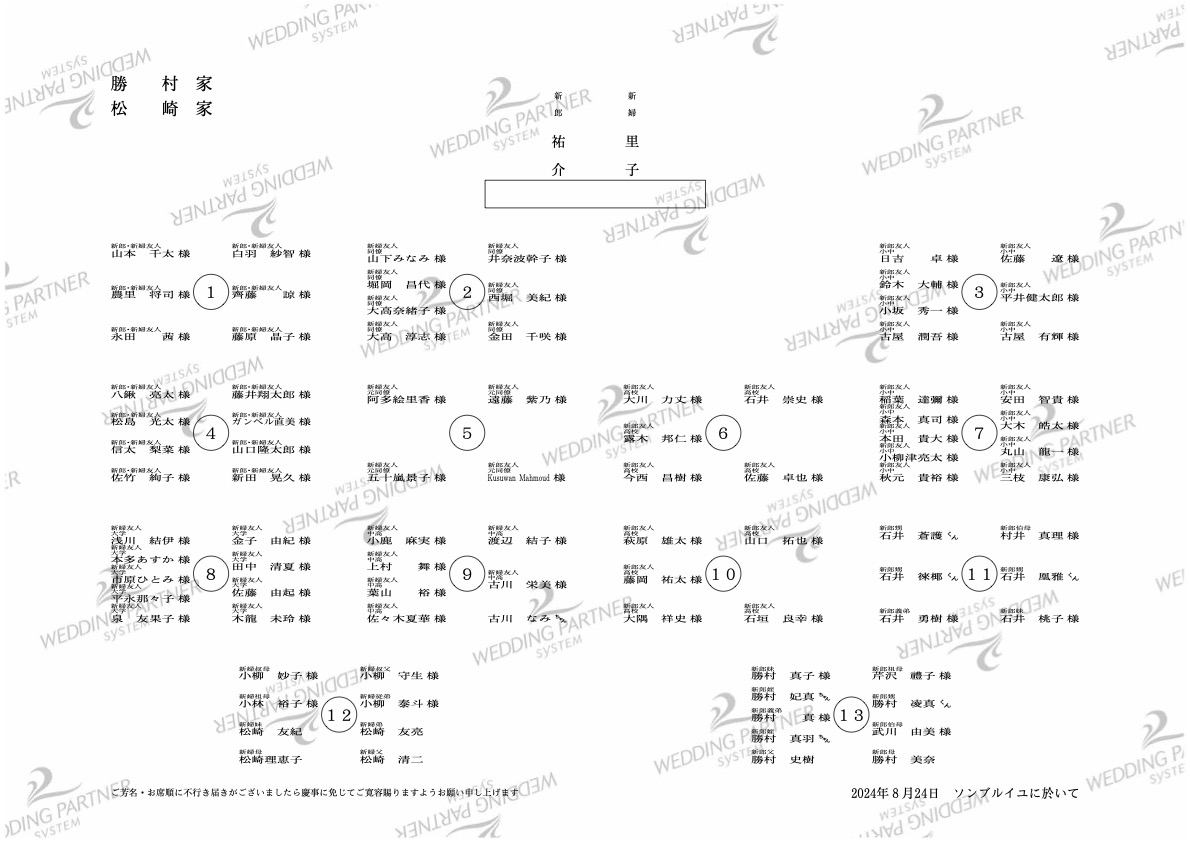 勝村家
松崎家
新郎 祐介
新婦 里子
新郎・新婦友人 山本 千太 様
新郎・新婦友人 白羽 紗智 様
新郎・新婦友人 農里 将司 様
新郎・新婦友人 齊藤 諒 様
新郎・新婦友人 永田 茜 様
新郎・新婦友人 藤原 晶子 様
1
新婦友人 同僚 山下みなみ 様
新婦友人 同僚 井奈波幹子 様
新婦友人 同僚 堀岡 昌代 様
新婦友人 同僚 西堀 美紀 様
新婦友人 同僚 大高奈緒子 様
新婦友人 同僚 大高 淳志 様
新婦友人 同僚 金田 千咲 様
2
新郎友人 小中 日吉 卓 様
新郎友人 小中 佐藤 遼 様
新郎友人 小中 鈴木 大輔 様
新郎友人 小中 平井健太郎 様
新郎友人 小中 小坂 秀一 様
新郎友人 小中 古屋 潤吾 様
新郎友人 小中 古屋 有輝 様
3
新郎・新婦友人 八鍬 亮太 様
新郎・新婦友人 藤井翔太郎 様
新郎・新婦友人 松島 光太 様
新郎・新婦友人 ガンベル直美 様
新郎・新婦友人 信太 梨菜 様
新郎・新婦友人 山口隆太郎 様
新郎・新婦友人 佐竹 絢子 様
新郎・新婦友人 新田 晃久 様
4
新婦友人 元同僚 阿多絵里香 様
新婦友人 元同僚 遠藤 紫乃 様
新婦友人 元同僚 五十嵐景子 様
新婦友人 元同僚 Kusuwan Mahmoud 様
5
新郎友人 高校 大川 力丈 様
新郎友人 高校 石井 崇史 様
新郎友人 高校 露木 邦仁 様
新郎友人 高校 今西 昌樹 様
新郎友人 高校 佐藤 卓也 様
6
新郎友人 小中 稲葉 達彌 様
新郎友人 小中 安田 智貴 様
新郎友人 小中 森本 真司 様
新郎友人 小中 大木 皓太 様
新郎友人 小中 本田 貴大 様
新郎友人 小中 丸山 龍一 様
新郎友人 小中 小柳津亮太 様
新郎友人 小中 秋元 貴裕 様
新郎友人 小中 三枝 康弘 様
7
新婦友人 大学 浅川 結伊 様
新婦友人 大学 金子 由紀 様
新婦友人 大学 本多あすか 様
新婦友人 大学 田中 清夏 様
新婦友人 大学 市原ひとみ 様
新婦友人 大学 佐藤 由起 様
新婦友人 大学 平永那々子 様
新婦友人 大学 泉 友果子 様
新婦友人 大学 木龍 未玲 様
8
新婦友人 中高 小鹿 麻実 様
新婦友人 中高 渡辺 結子 様
新婦友人 中高 上村 舞 様
新婦友人 中高 古川 栄美 様
新婦友人 中高 葉山 裕 様
新婦友人 中高 佐々木夏華 様
古川 なみ ちゃん
9
新郎友人 高校 萩原 雄太 様
新郎友人 高校 山口 拓也 様
新郎友人 高校 藤岡 祐太 様
新郎友人 高校 大隅 祥史 様
新郎友人 高校 石垣 良幸 様
10
新郎甥 石井 蒼護 くん
新郎伯母 村井 真理 様
新郎甥 石井 徠椰 くん
新郎甥 石井 凰雅 くん
新郎義弟 石井 勇樹 様
新郎妹 石井 桃子 様
11
新婦叔母 小柳 妙子 様
新婦叔父 小柳 守生 様
新婦祖母 小林 裕子 様
新婦従弟 小柳 泰斗 様
新婦妹 松崎 友紀
新婦弟 松崎 友亮
新婦母 松崎理恵子
新婦父 松崎 清二
12
新郎妹 勝村 真子 様
新郎祖母 芹沢 禮子 様
新郎姪 勝村 妃真 ちゃん
新郎甥 勝村 凌真 くん
新郎義弟 勝村 真 様
新郎伯母 武川 由美 様
新郎姪 勝村 真羽 ちゃん
新郎父 勝村 史樹
新郎母 勝村 美奈
13
ご芳名・お席順に不行き届きがございましたら慶事に免じてご寛容賜りますようお願い申し上げます
2024年8月24日 ソンブルイユに於いて
WEDDING PARTNER SYSTEM